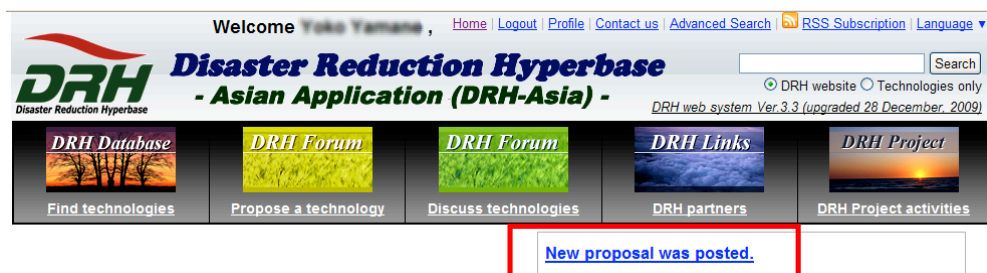 Welcome , Home | Logout | Profile | Contact us | Advanced Search | RSS Subscription | Language ▼
DRH
Disaster Reduction Hyperbase
Disaster Reduction Hyperbase
- Asian Application (DRH-Asia) -
Search
DRH website Technologies only
DRH web system Ver.3.3 (upgraded 28 December, 2009)
DRH Database DRH Forum DRH Forum DRH Links DRH Project
Find technologies Propose a technology Discuss technologies DRH partners DRH Project activities
New proposal was posted.